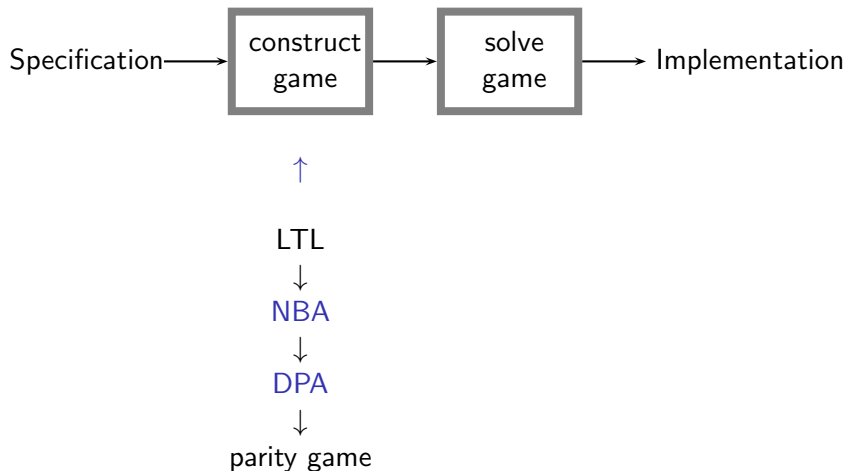 Specification
construct
game
solve
game
Implementation
↑
LTL
↓
NBA
↓
DPA
↓
parity game